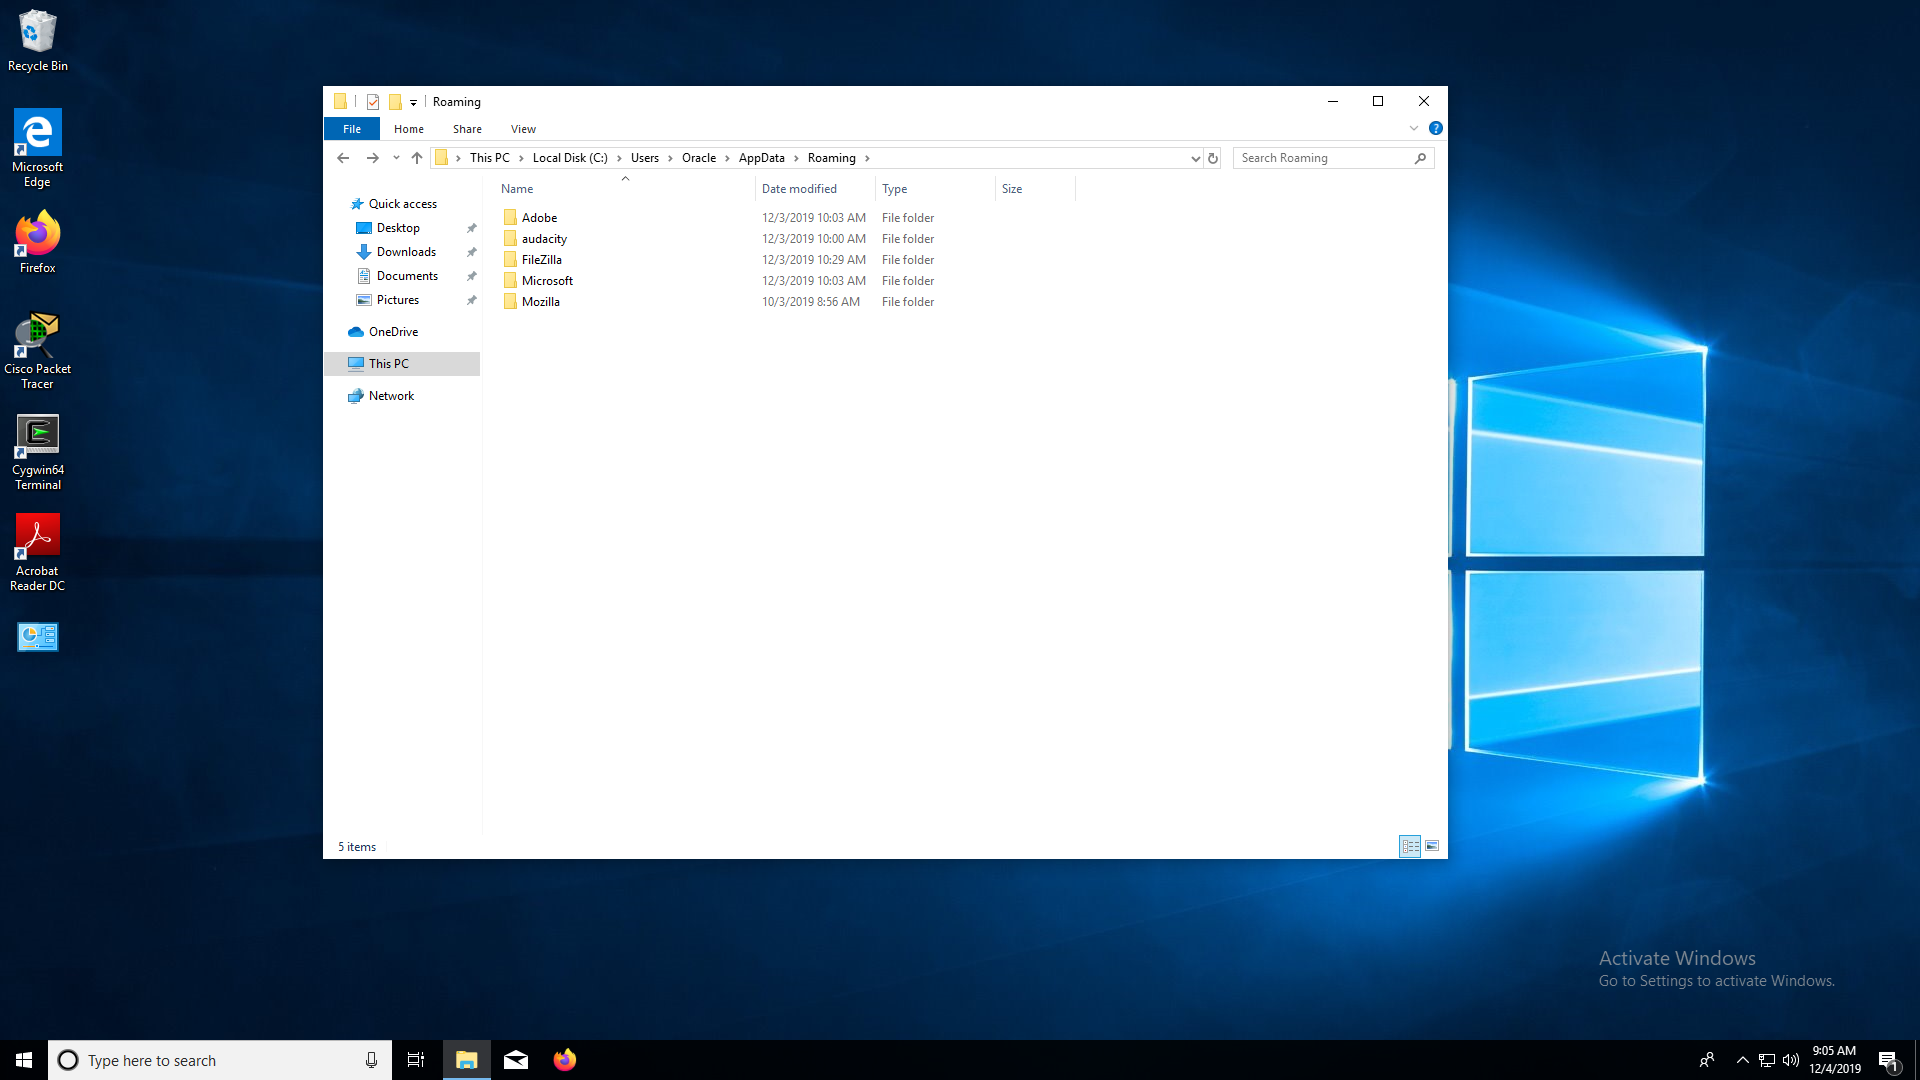 Recycle Bin
Microsoft
Edge
Firefox
Cisco Packet
Tracer
Cygwin64
Terminal
Acrobat
Reader DC
Roaming
File Home Share View
This PC Local Disk (C:) Users Oracle AppData Roaming
Search Roaming
Quick access
Desktop
Downloads
Documents
Pictures
OneDrive
This PC
Network
Name Date modified Type Size
Adobe 12/3/2019 10:03 AM File folder
audacity 12/3/2019 10:00 AM File folder
FileZilla 12/3/2019 10:29 AM File folder
Microsoft 12/3/2019 10:03 AM File folder
Mozilla 10/3/2019 8:56 AM File folder
5 items
Activate Windows
Go to Settings to activate Windows.
Type here to search
9:05 AM
12/4/2019
1